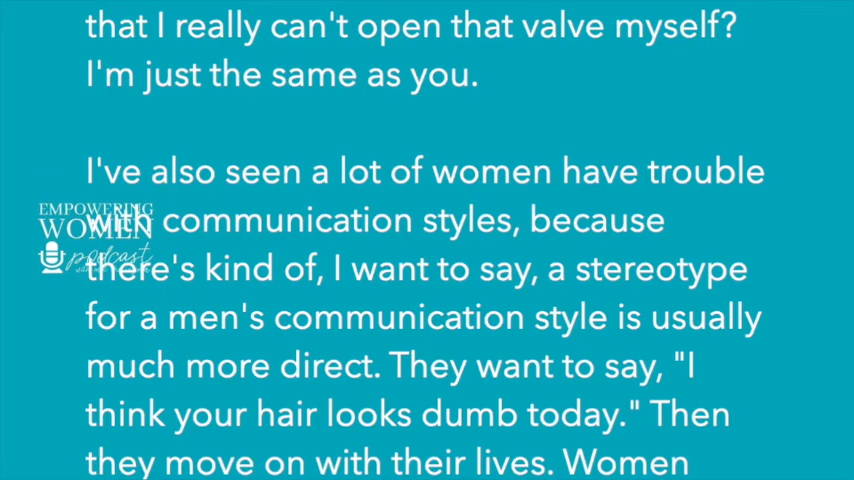 that I really can't open that valve myself?
I'm just the same as you.
I've also seen a lot of women have trouble
with communication styles, because
there's kind of, I want to say, a stereotype
for a men's communication style is usually
much more direct. They want to say, "I
think your hair looks dumb today." Then
they move on with their lives. Women
EMPOWERING
WOMEN
podcast